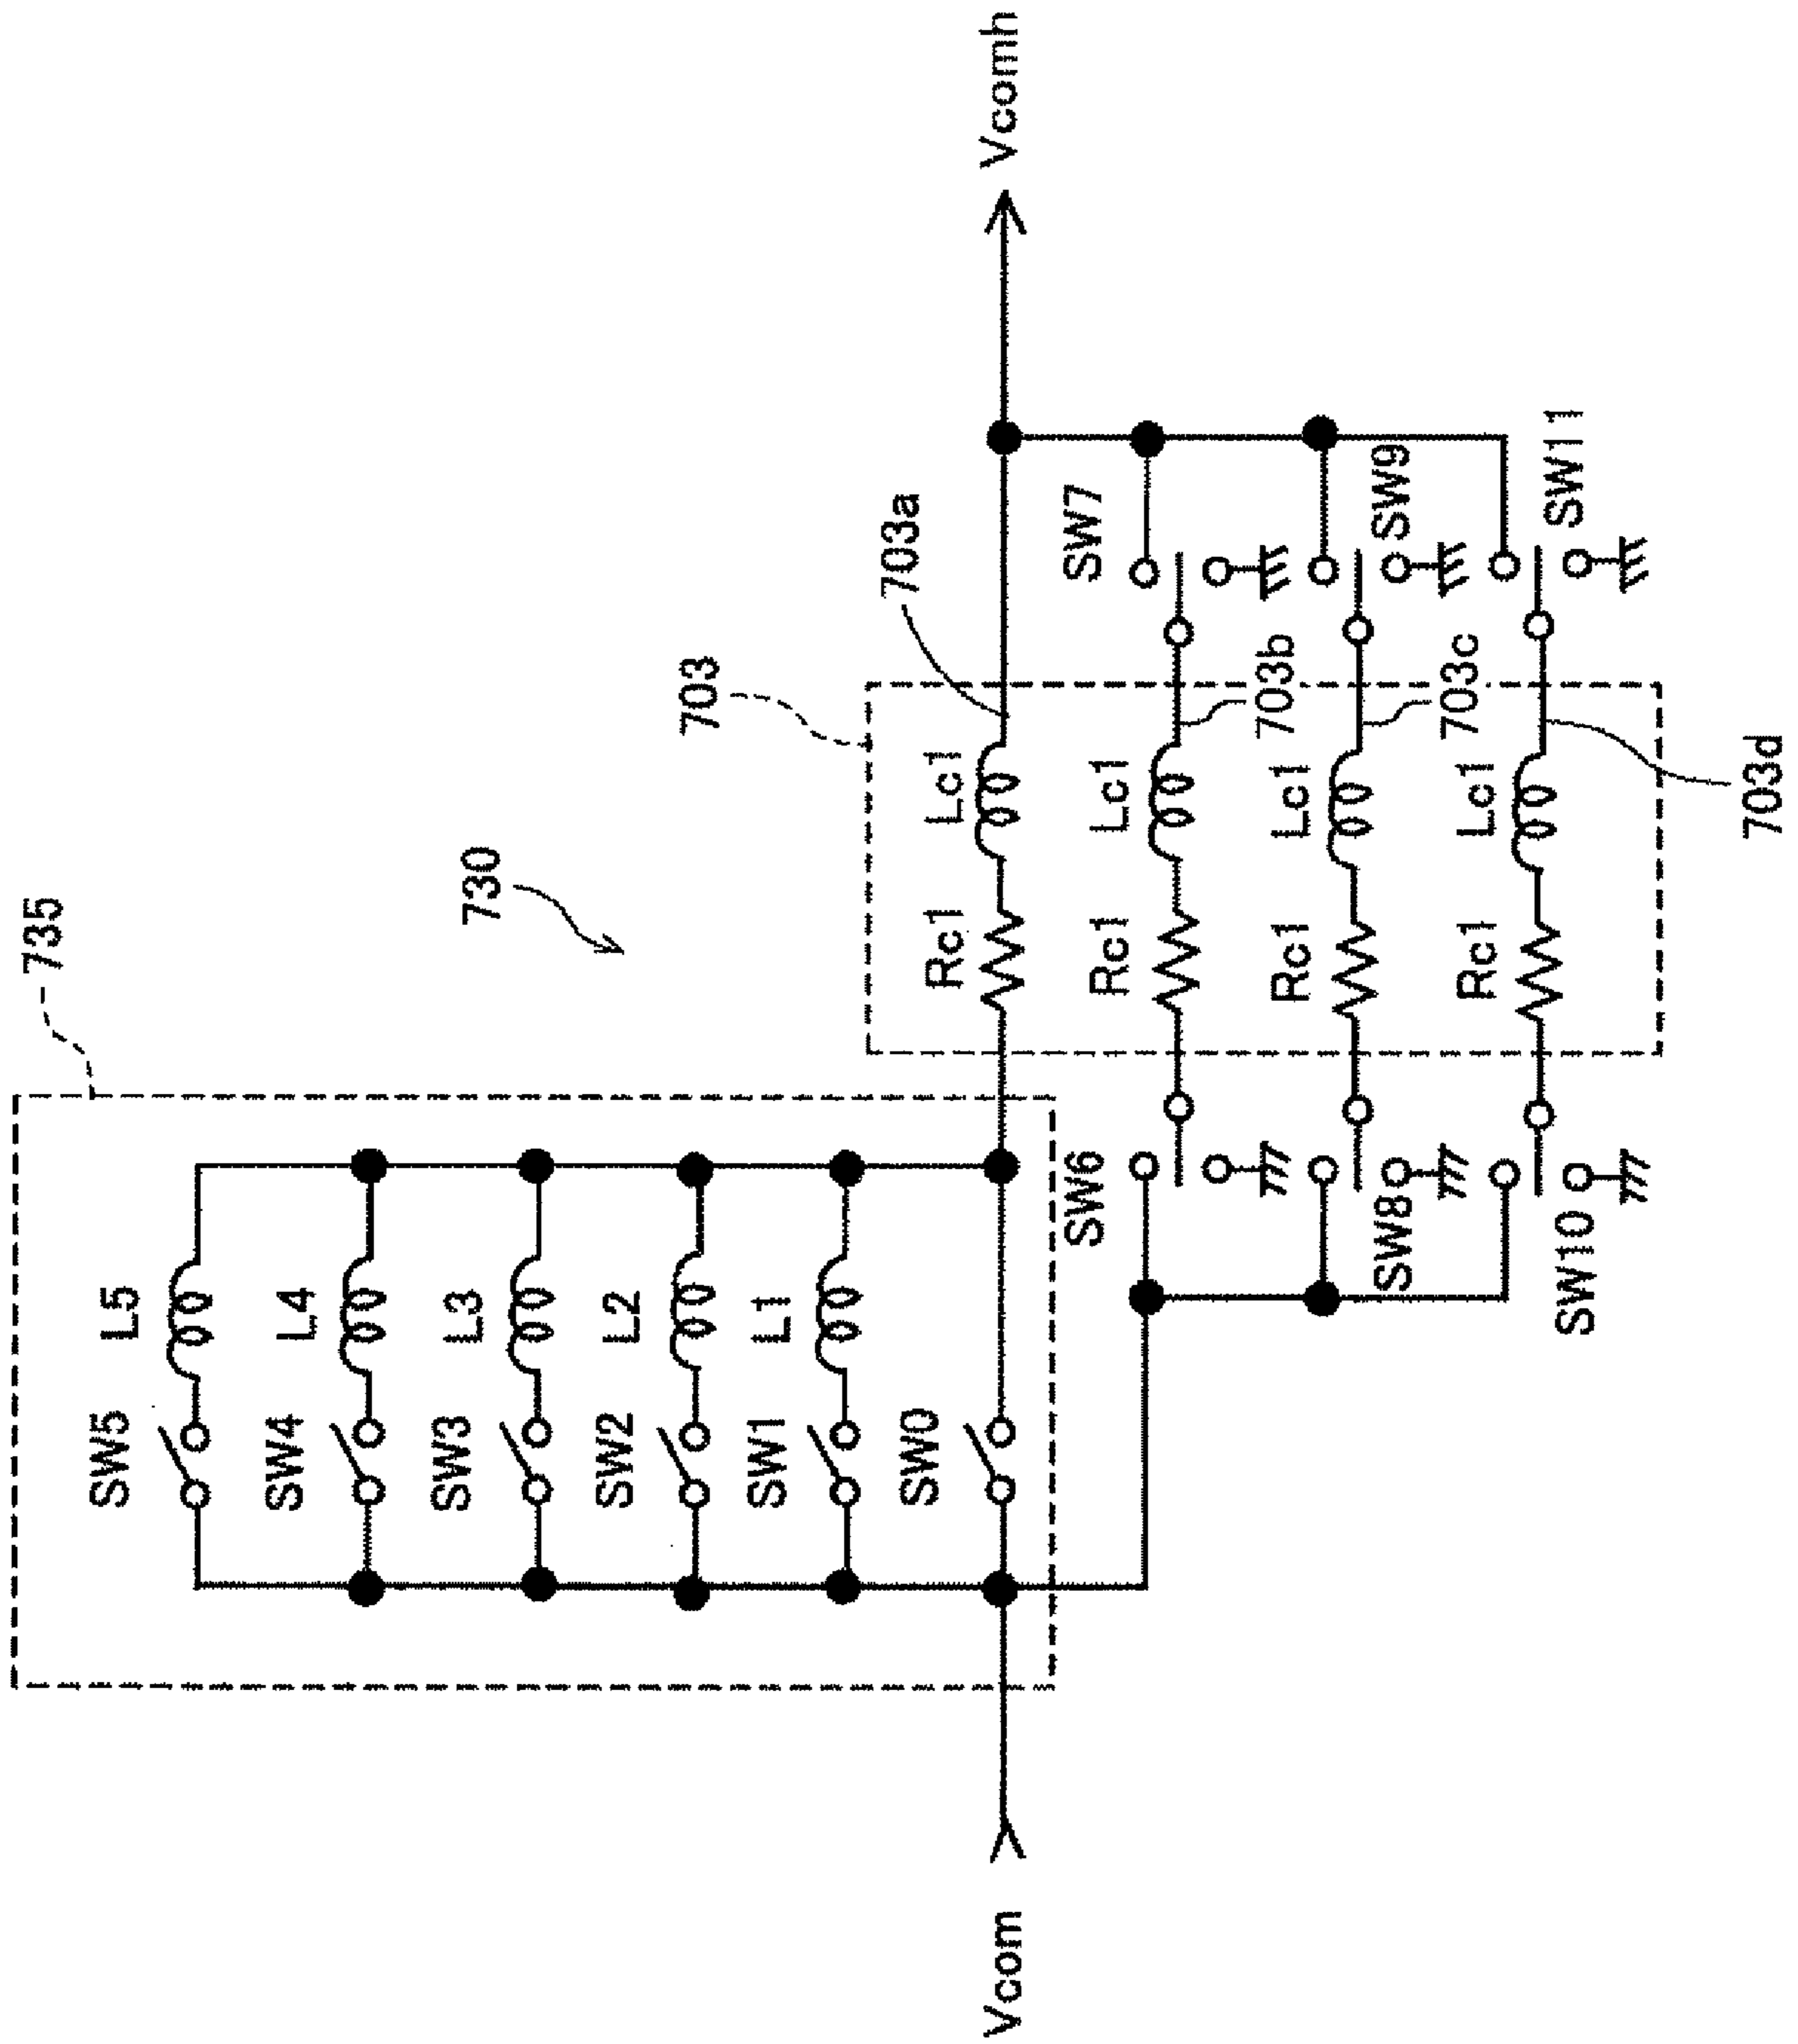 735
SW5
L5
SW4
L4
SW3
L3
SW2
L2
SW1
L1
SW0
730
703
703a
Vcom
Rc1
Lc1
Vcomh
SW6
Rc1
Lc1
SW7
703b
SW8
Rc1
Lc1
SW9
703c
SW10
Rc1
Lc1
SW11
703d